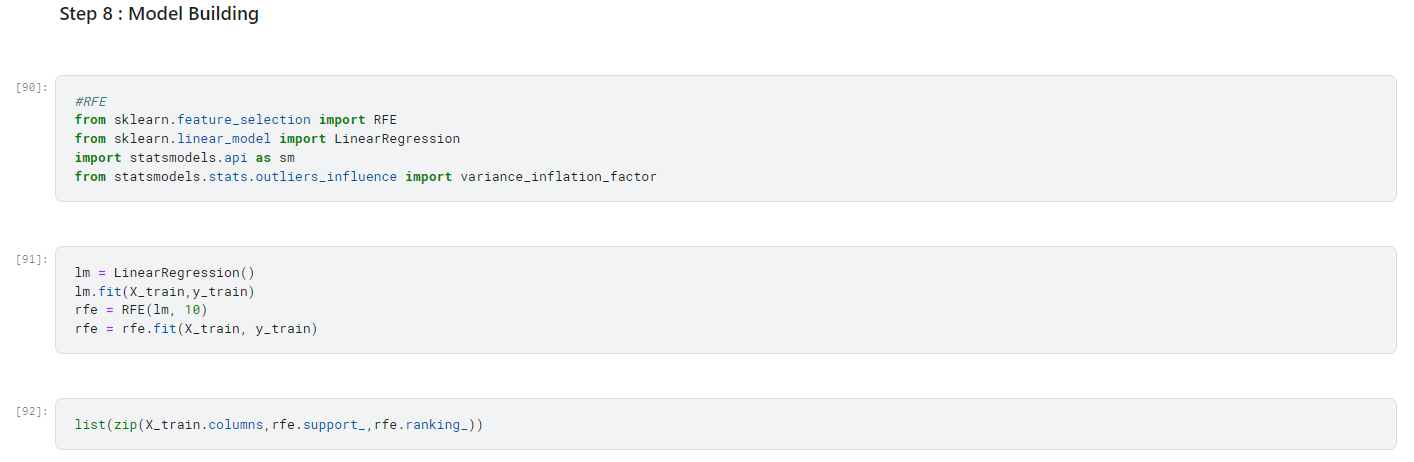 Step 8 : Model Building
[90]:
#RFE
from sklearn.feature_selection import RFE
from sklearn.linear_model import LinearRegression
import statsmodels.api as sm
from statsmodels.stats.outliers_influence import variance_inflation_factor
[91]:
lm = LinearRegression()
lm.fit(X_train,y_train)
rfe = RFE(lm, 10)
rfe = rfe.fit(X_train, y_train)
[92]:
list(zip(X_train.columns,rfe.support_,rfe.ranking_))